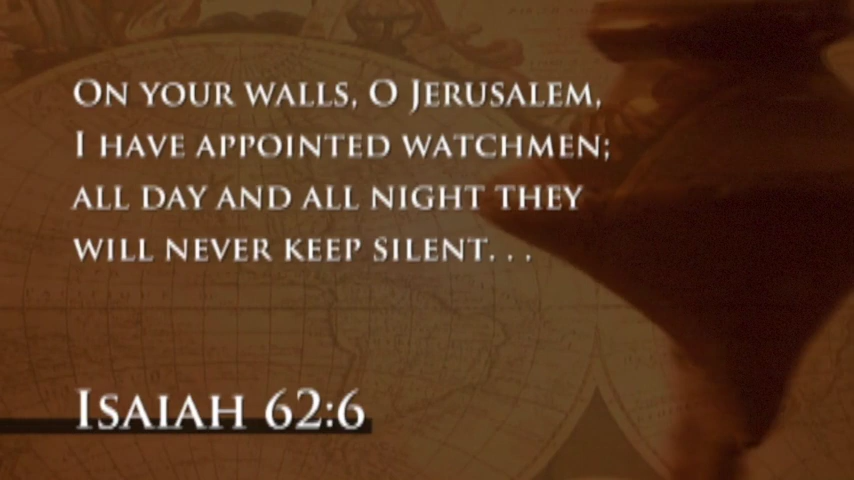 On your walls, O Jerusalem,
I have appointed watchmen;
all day and all night they
will never keep silent. . .
Isaiah 62:6